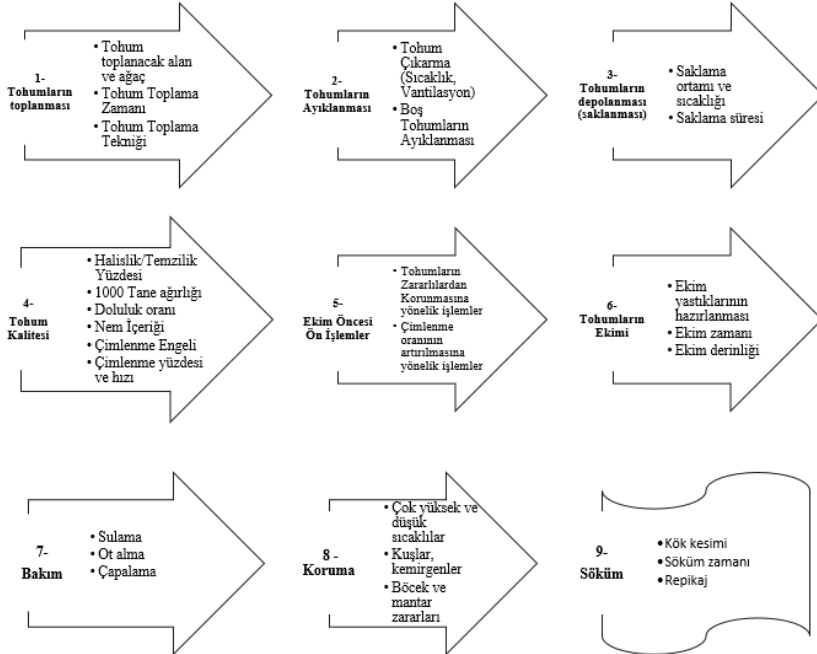 1-
Tohumların
toplanması
• Tohum
toplanacak alan
ve ağaç
• Tohum Toplama
Zamanı
• Tohum Toplama
Tekniği
2-
Tohumların
Ayıklanması
• Tohum
Çıkarma
(Sıcaklık,
Vantilasyon)
• Boş
Tohumların
Ayıklanması
3-
Tohumların
depolanması
(saklanması)
• Saklama
ortamı ve
sıcaklığı
• Saklama süresi
4-
Tohum
Kalitesi
• Halislik/Temzilik
Yüzdesi
• 1000 Tane ağırlığı
• Doluluk oranı
• Nem İçeriği
• Çimlenme Engeli
• Çimlenme yüzdesi
ve hızı
5-
Ekim Öncesi
Ön İşlemler
• Tohumların
Zararlılardan
Korunmasına
yönelik işlemler
• Çimlenme
oranının
artırılmasına
yönelik işlemler
6-
Tohumların
Ekimi
• Ekim
yastıklarının
hazırlanması
• Ekim zamanı
• Ekim derinliği
7-
Bakım
• Sulama
• Ot alma
• Çapalama
8 -
Koruma
• Çok yüksek ve
düşük
sıcaklılar
• Kuşlar,
kemirgenler
• Böcek ve
mantar
zararları
9-
Söküm
• Kök kesimi
• Söküm zamanı
• Repikaj